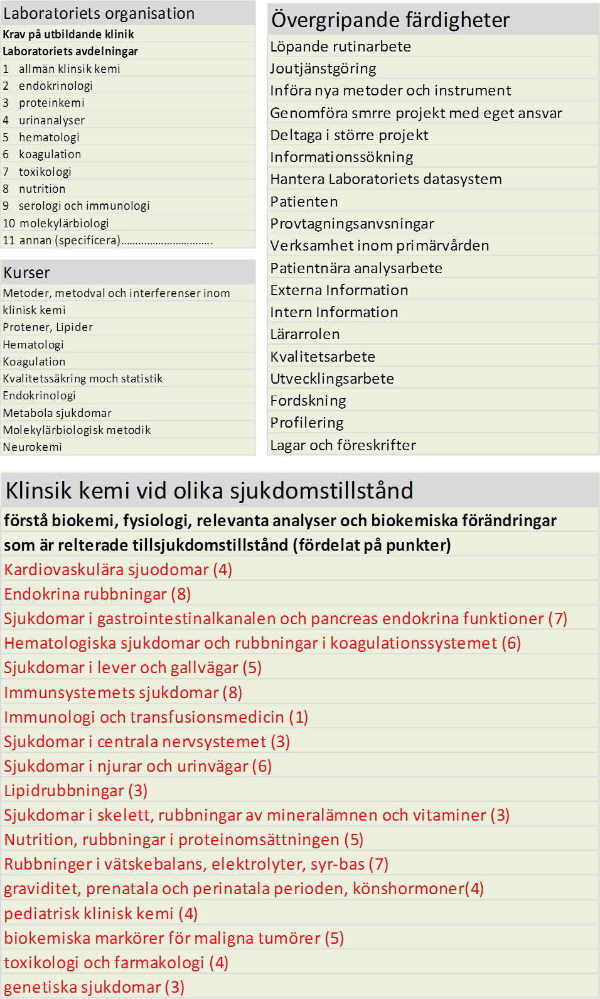 Laboratoriets organisation
Krav på utbildande klinik
Laboratoriets avdelningar
1 allmän klinsik kemi
2 endokrinologi
3 proteinkemi
4 urinanalyser
5 hematologi
6 koagulation
7 toxikologi
8 nutrition
9 serologi och immunologi
10 molekylärbiologi
11 annan (specificera)................................
Kurser
Metoder, metodval och interferenser inom
klinisk kemi
Protener, Lipider
Hematologi
Koagulation
Kvalitetssäkring moch statistik
Endokrinologi
Metabola sjukdomar
Molekylärbiologisk metodik
Neurokemi
Övergripande färdigheter
Löpande rutinarbete
Joutjänstgöring
Införa nya metoder och instrument
Genomföra smrre projekt med eget ansvar
Deltaga i större projekt
Informationssökning
Hantera Laboratoriets datasystem
Patienten
Provtagningsanvsningar
Verksamhet inom primärvården
Patientnära analysarbete
Externa Information
Intern Information
Lärarrolen
Kvalitetsarbete
Utvecklingsarbete
Fordskning
Profilering
Lagar och föreskrifter
Klinsik kemi vid olika sjukdomstillstånd
förstå biokemi, fysiologi, relevanta analyser och biokemiska förändringar
som är relterade tillsjukdomstillstånd (fördelat på punkter)
Kardiovaskulära sjuodomar (4)
Endokrina rubbningar (8)
Sjukdomar i gastrointestinalkanalen och pancreas endokrina funktioner (7)
Hematologiska sjukdomar och rubbningar i koagulationssystemet (6)
Sjukdomar i lever och gallvägar (5)
Immunsystemets sjukdomar (8)
Immunologi och transfusionsmedicin (1)
Sjukdomar i centrala nervsystemet (3)
Sjukdomar i njurar och urinvägar (6)
Lipidrubbningar (3)
Sjukdomar i skelett, rubbningar av mineralämnen och vitaminer (3)
Nutrition, rubbningar i proteinomsättningen (5)
Rubbninger i vätskebalans, elektrolyter, syr-bas (7)
graviditet, prenatala och perinatala perioden, könshormoner(4)
pediatrisk klinisk kemi (4)
biokemiska markörer för maligna tumörer (5)
toxikologi och farmakologi (4)
genetiska sjukdomar (3)